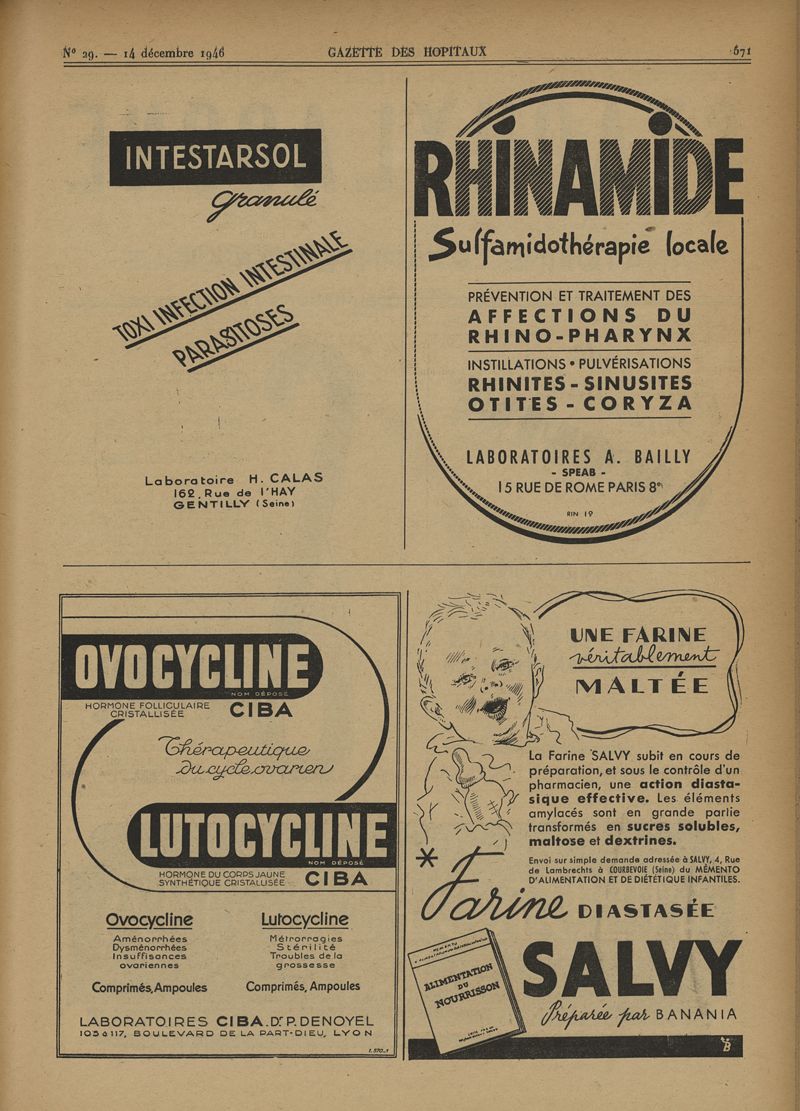 Nº 29. — 14 décembre 1946
GAZETTE DES HOPITAUX
671
INTESTARSOL
granulé
TOXI INFECTION INTESTINALE
PARASITOSES
Laboratoire H. CALAS
162, Rue de l'HAY
GENTILLY (Seine)
RHINAMIDE
Sulfamidothérapie locale
PRÉVENTION ET TRAITEMENT DES
AFFECTIONS DU
RHINO-PHARYNX
INSTILLATIONS • PULVÉRISATIONS
RHINITES - SINUSITES
OTITES - CORYZA
LABORATOIRES A. BAILLY
- SPEAB -
15 RUE DE ROME PARIS 8e
RIN 19
OVOCYCLINE
NOM DÉPOSÉ
HORMONE FOLLICULAIRE
CRISTALLISÉE
CIBA
Thérapeutique
du cycle ovarien
LUTOCYCLINE
NOM DÉPOSÉ
HORMONE DU CORPS JAUNE
SYNTHÉTIQUE CRISTALLISÉE
CIBA
Ovocycline
Aménorrhées
Dysménorrhées
Insuffisances
ovariennes
Comprimés, Ampoules
Lutocycline
Métrorragies
Stérilité
Troubles de la
grossesse
Comprimés, Ampoules
LABORATOIRES CIBA. Dr P. DENOYEL
103 à 117, BOULEVARD DE LA PART-DIEU, LYON
1.570.1
UNE FARINE
véritablement
MALTÉE
La Farine SALVY subit en cours de
préparation, et sous le contrôle d'un
pharmacien, une action diasta-
sique effective. Les éléments
amylacés sont en grande partie
transformés en sucres solubles,
maltose et dextrines.
* Envoi sur simple demande adressée à SALVY, 4, Rue
de Lambrechts à COURBEVOIE (Seine) du MÉMENTO
D'ALIMENTATION ET DE DIÉTÉTIQUE INFANTILES.
Farine DIASTASÉE
SALVY
Préparée par BANANIA
ALIMENTATION
DU
NOURRISSON
B